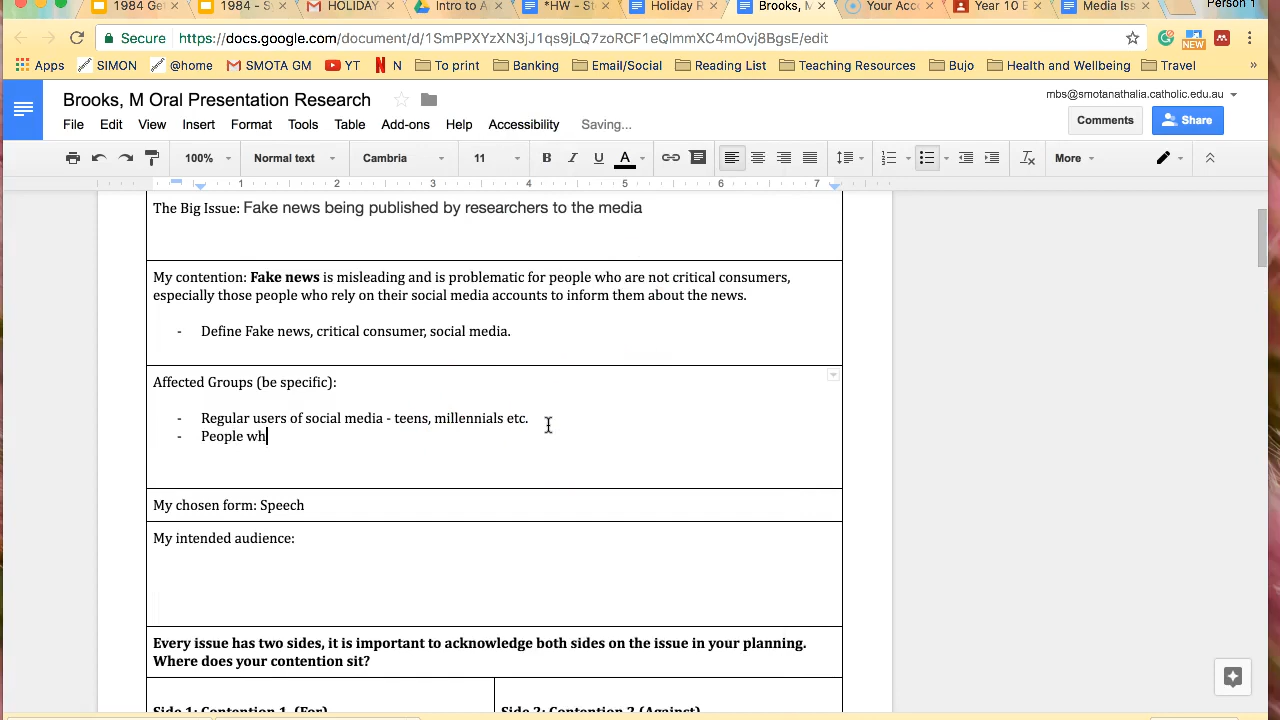 1984 Get
1984 - S
HOLIDAY
Intro to A
*HW - St
Holiday R
Brooks, M
Your Acc
Year 10 E
Media Iss
Person 1
Secure
https://docs.google.com/document/d/1SmPPXYzXN3jJ1qs9jLQ7zoRCF1eQlmmXC4mOvj8BgsE/edit
NEW
Apps SIMON @home SMOTA GM YT N To print Banking Email/Social Reading List Teaching Resources Bujo Health and Wellbeing Travel »
Brooks, M Oral Presentation Research
mbs@smotanathalia.catholic.edu.au
File Edit View Insert Format Tools Table Add-ons Help Accessibility Saving...
Comments Share
100% Normal text Cambria 11 B I U A More
1 2 3 4 5 6 7
The Big Issue: Fake news being published by researchers to the media
My contention: Fake news is misleading and is problematic for people who are not critical consumers,
especially those people who rely on their social media accounts to inform them about the news.
- Define Fake news, critical consumer, social media.
Affected Groups (be specific):
- Regular users of social media - teens, millennials etc.
- People wh
My chosen form: Speech
My intended audience:
Every issue has two sides, it is important to acknowledge both sides on the issue in your planning.
Where does your contention sit?
Side 1: Contention 1 (For)
Side 2: Contention 2 (Against)